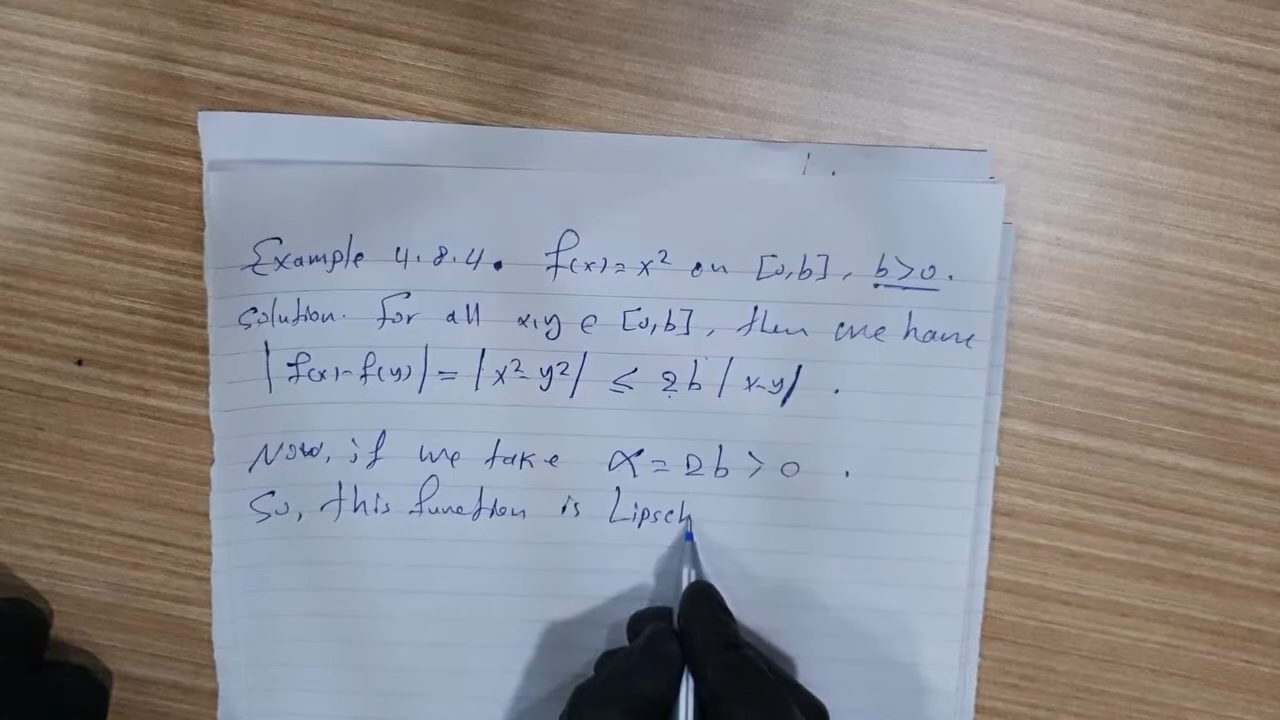 1.
Example 4.8.4. f(x)=x² on [0,b], b>0.
solution. for all x,y ∈ [0,b], then we have
|f(x)-f(y)| = |x²-y²| ≤ 2b|x-y|.
Now, if we take α=2b>0.
So, this function is Lipsch